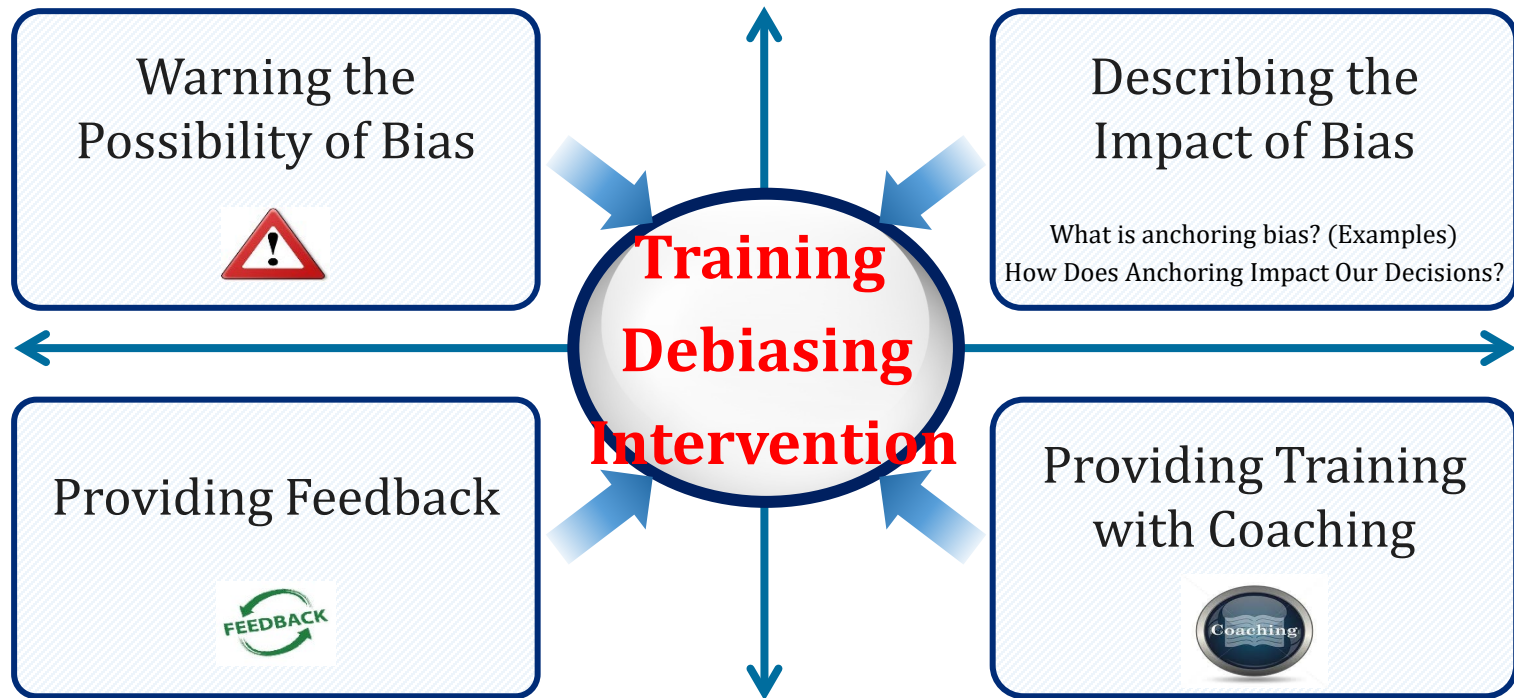 Warning the
Possibility of Bias
!
Describing the
Impact of Bias
What is anchoring bias? (Examples)
How Does Anchoring Impact Our Decisions?
Training
Debiasing
Intervention
Providing Feedback
FEEDBACK
Providing Training
with Coaching
Coaching